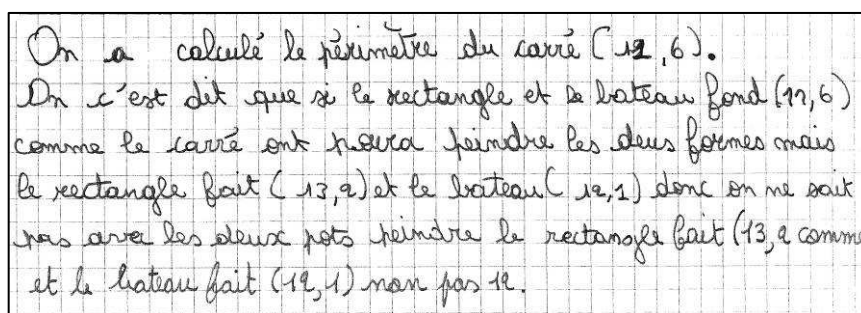 On a calculé le périmètre du carré (12,6).
On c'est dit que si le rectangle et le bateau fond (12,6)
comme le carré ont poura peindre les deus formes mais
le rectangle fait (13,2) et le bateau (12,1) donc on ne sait
pas avec les deux pots peindre le rectangle fait (13,2 comme
et le bateau fait (12,1) non pas 12.